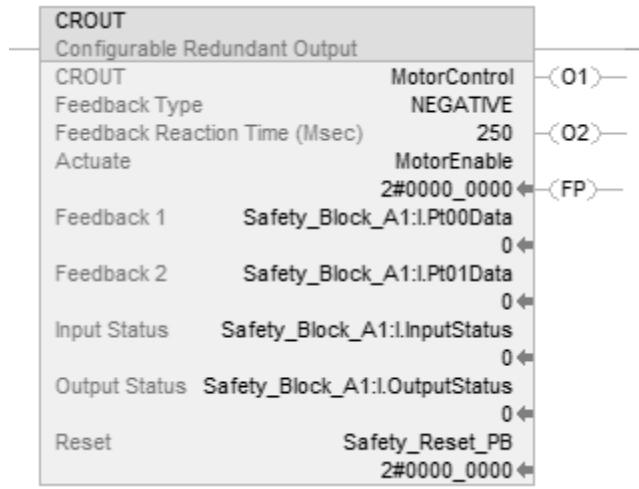 CROUT
Configurable Redundant Output
CROUT MotorControl (O1)
Feedback Type NEGATIVE
Feedback Reaction Time (Msec) 250 (O2)
Actuate MotorEnable
2#0000_0000 (FP)
Feedback 1 Safety_Block_A1:I.Pt00Data
0
Feedback 2 Safety_Block_A1:I.Pt01Data
0
Input Status Safety_Block_A1:I.InputStatus
0
Output Status Safety_Block_A1:I.OutputStatus
0
Reset Safety_Reset_PB
2#0000_0000